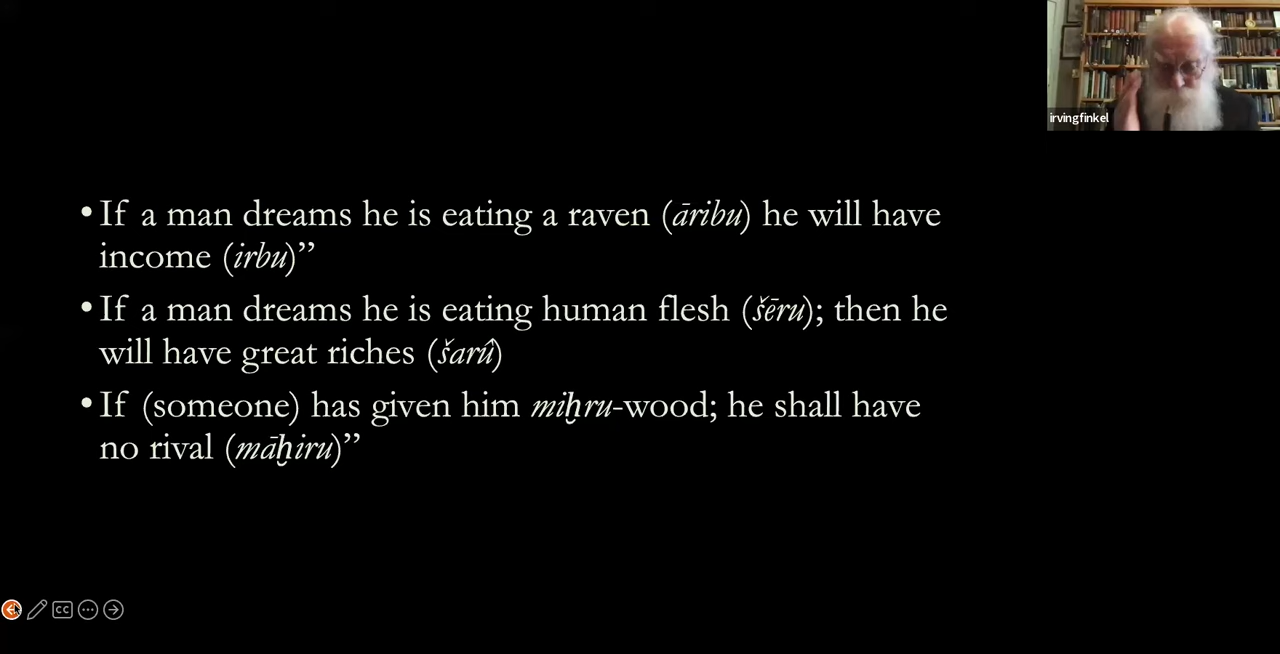 irvingfinkel
• If a man dreams he is eating a raven (āribu) he will have
income (irbu)”
• If a man dreams he is eating human flesh (šēru); then he
will have great riches (šarû)
• If (someone) has given him miḫru-wood; he shall have
no rival (māḫiru)”
CC